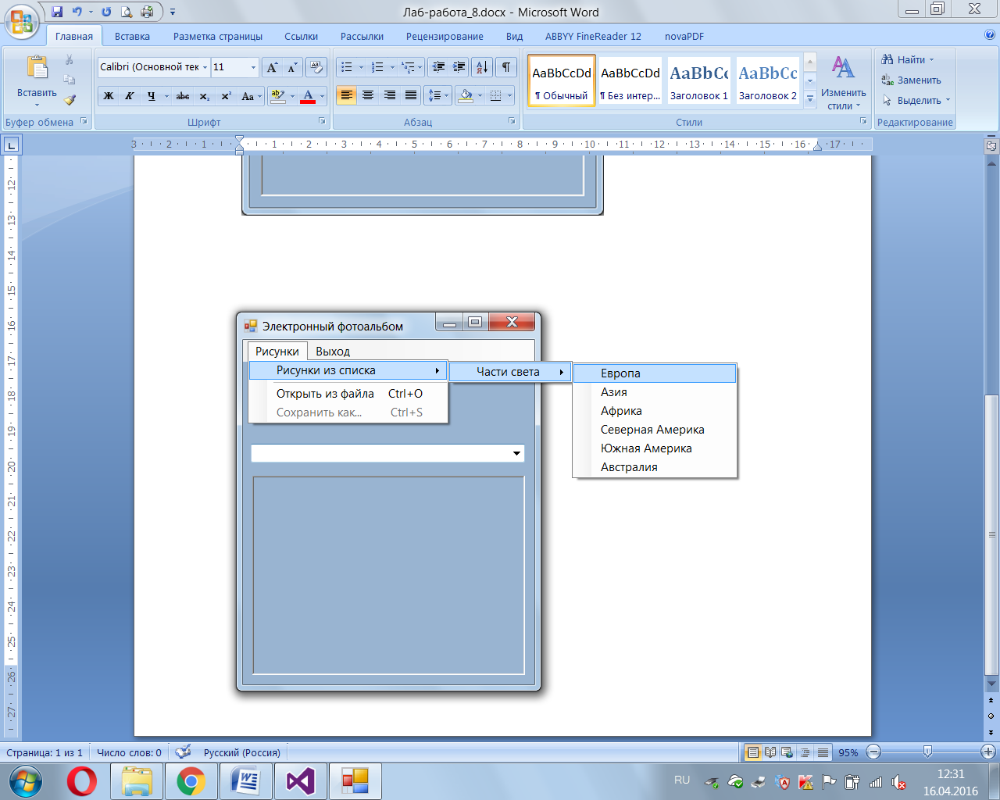 Лаб-работа_8.docx - Microsoft Word
Главная Вставка Разметка страницы Ссылки Рассылки Рецензирование Вид ABBYY FineReader 12 novaPDF
Вставить
Буфер обмена
Calibri (Основной тек 11
Ж К Ч abe x₂ x² Aa
Шрифт
Абзац
AaBbCcDd AaBbCcDd AaBbCc AaBbCc
¶ Обычный ¶ Без интер... Заголовок 1 Заголовок 2
Стили
Изменить стили
Найти
Заменить
Выделить
Редактирование
3 2 1 1 2 3 4 5 6 7 8 9 10 11 12 13 14 15 16 17
12
13
14
15
16
17
18
19
20
21
22
23
24
25
26
27
Электронный фотоальбом
Рисунки Выход
Рисунки из списка
Открыть из файла Ctrl+O
Сохранить как... Ctrl+S
Части света
Европа
Азия
Африка
Северная Америка
Южная Америка
Австралия
Страница: 1 из 1 Число слов: 0 Русский (Россия) 95%
RU
12:31
16.04.2016